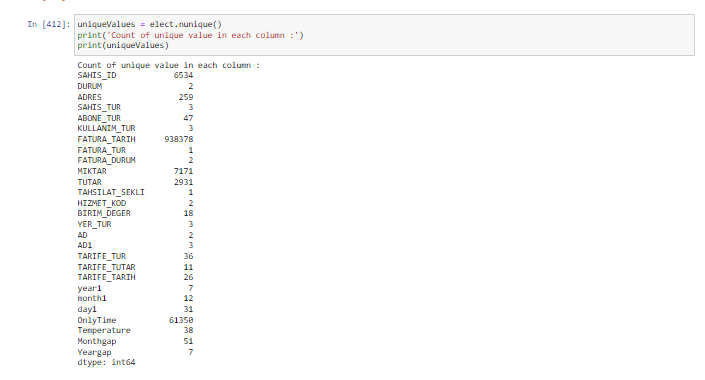 In [412]: uniqueValues = elect.nunique()
print('Count of unique value in each column :')
print(uniqueValues)
Count of unique value in each column :
SAHIS_ID 6534
DURUM 2
ADRES 259
SAHIS_TUR 3
ABONE_TUR 47
KULLANIM_TUR 3
FATURA_TARIH 938378
FATURA_TUR 1
FATURA_DURUM 2
MIKTAR 7171
TUTAR 2931
TAHSILAT_SEKLI 1
HIZMET_KOD 2
BIRIM_DEGER 18
YER_TUR 3
AD 2
AD1 3
TARIFE_TUR 36
TARIFE_TUTAR 11
TARIFE_TARIH 26
year1 7
month1 12
day1 31
OnlyTime 61350
Temperature 38
Monthgap 51
Yeargap 7
dtype: int64